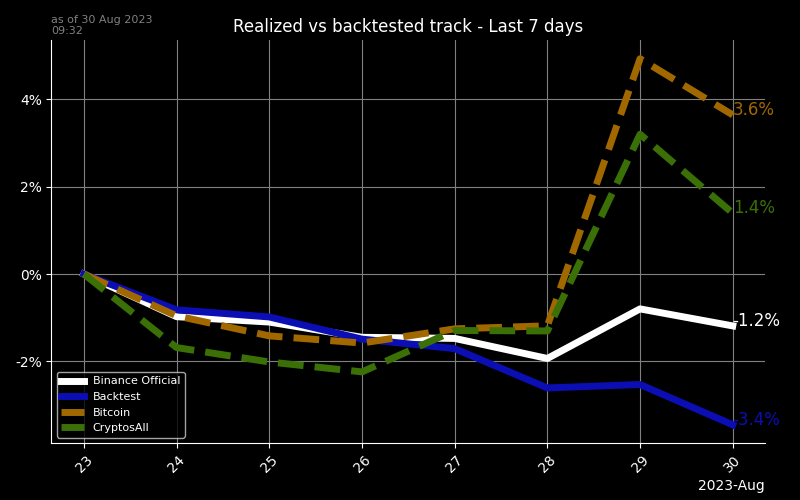 as of 30 Aug 2023
09:32
Realized vs backtested track - Last 7 days
4%
2%
0%
-2%
3.6%
1.4%
-1.2%
-3.4%
Binance Official
Backtest
Bitcoin
CryptosAll
23
24
25
26
27
28
29
30
2023-Aug